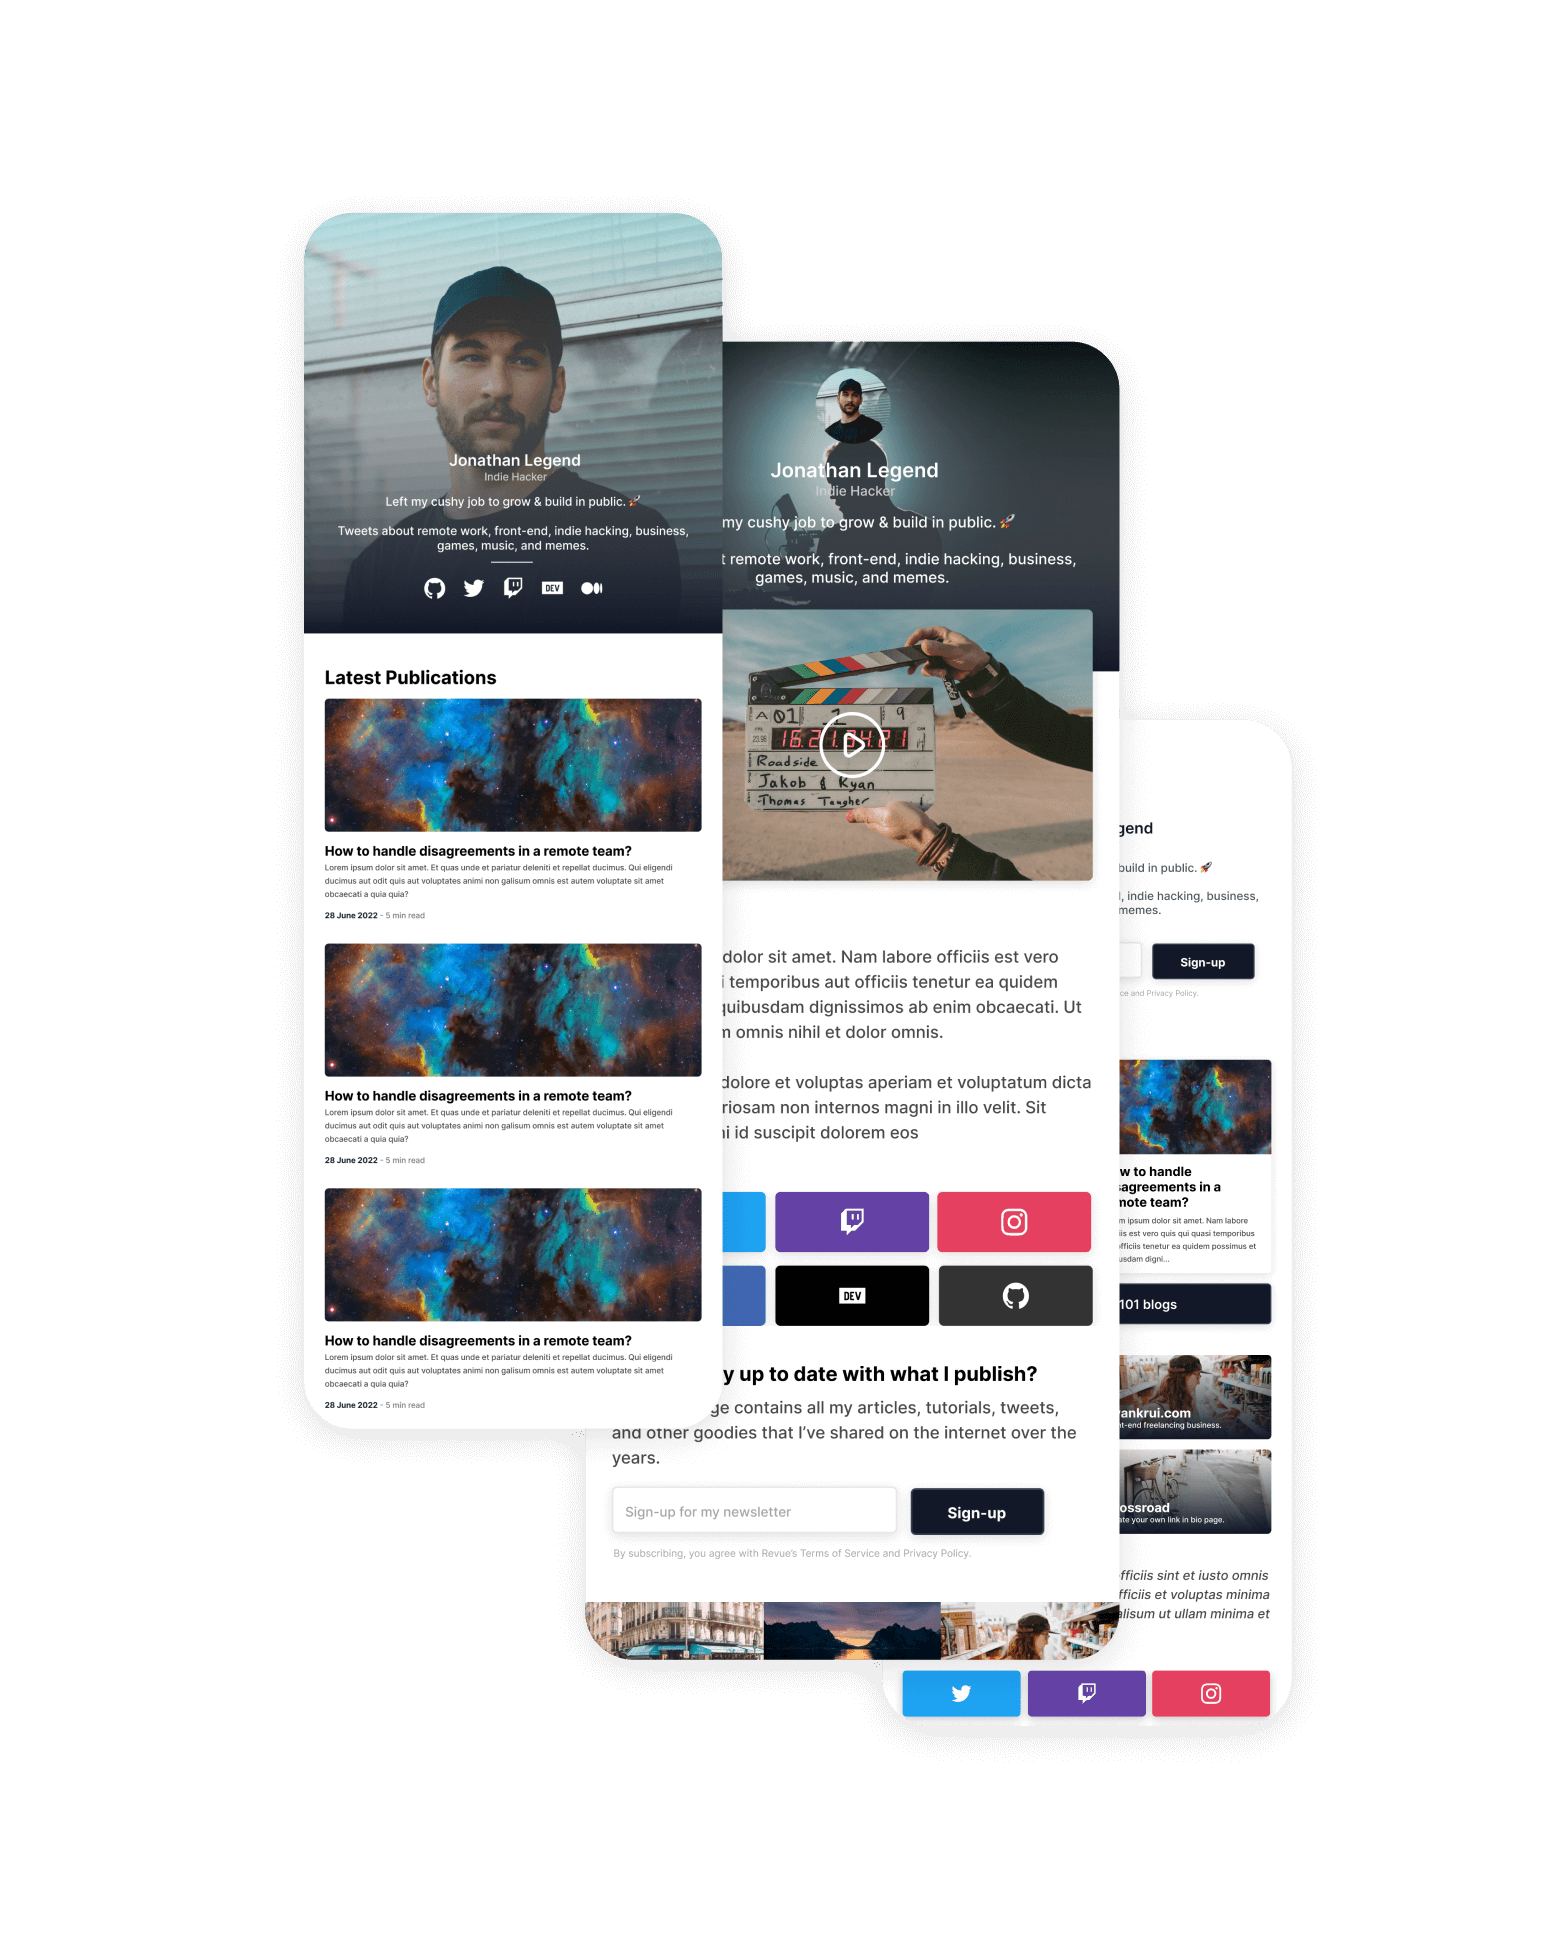 Jonathan Legend
Indie Hacker
Left my cushy job to grow & build in public. 🚀
Tweets about remote work, front-end, indie hacking, business,
games, music, and memes.
DEV
Latest Publications
How to handle disagreements in a remote team?
Lorem ipsum dolor sit amet. Et quas unde et pariatur deleniti et repellat ducimus. Qui eligendi
ducimus aut odit quis aut voluptates animi non galisum omnis est autem voluptate sit amet
obcaecati a quia quia?
28 June 2022 - 5 min read
How to handle disagreements in a remote team?
Lorem ipsum dolor sit amet. Et quas unde et pariatur deleniti et repellat ducimus. Qui eligendi
ducimus aut odit quis aut voluptates animi non galisum omnis est autem voluptate sit amet
obcaecati a quia quia?
28 June 2022 - 5 min read
How to handle disagreements in a remote team?
Lorem ipsum dolor sit amet. Et quas unde et pariatur deleniti et repellat ducimus. Qui eligendi
ducimus aut odit quis aut voluptates animi non galisum omnis est autem voluptate sit amet
obcaecati a quia quia?
28 June 2022 - 5 min read
Jonathan Legend
Indie Hacker
my cushy job to grow & build in public. 🚀
remote work, front-end, indie hacking, business,
games, music, and memes.
A 01 9
Roadside
Jakob & Kyan
Thomas Taugher
dolor sit amet. Nam labore officiis est vero
temporibus aut officiis tenetur ea quidem
quibusdam dignissimos ab enim obcaecati. Ut
omnis nihil et dolor omnis.
dolore et voluptas aperiam et voluptatum dicta
riosam non internos magni in illo velit. Sit
id suscipit dolorem eos
DEV
y up to date with what I publish?
ge contains all my articles, tutorials, tweets,
and other goodies that I've shared on the internet over the
years.
Sign-up for my newsletter
Sign-up
By subscribing, you agree with Revue's Terms of Service and Privacy Policy.
gend
build in public. 🚀
, indie hacking, business,
memes.
Sign-up
ce and Privacy Policy.
w to handle
sagreements in a
mote team?
m ipsum dolor sit amet. Nam labore
iis est vero quis qui quasi temporibus
officiis tenetur ea quidem possimus et
usdam digni...
101 blogs
ankrui.com
nt-end freelancing business.
ossroad
ate your own link in bio page.
fficiis sint et iusto omnis
fficiis et voluptas minima
alisum ut ullam minima et